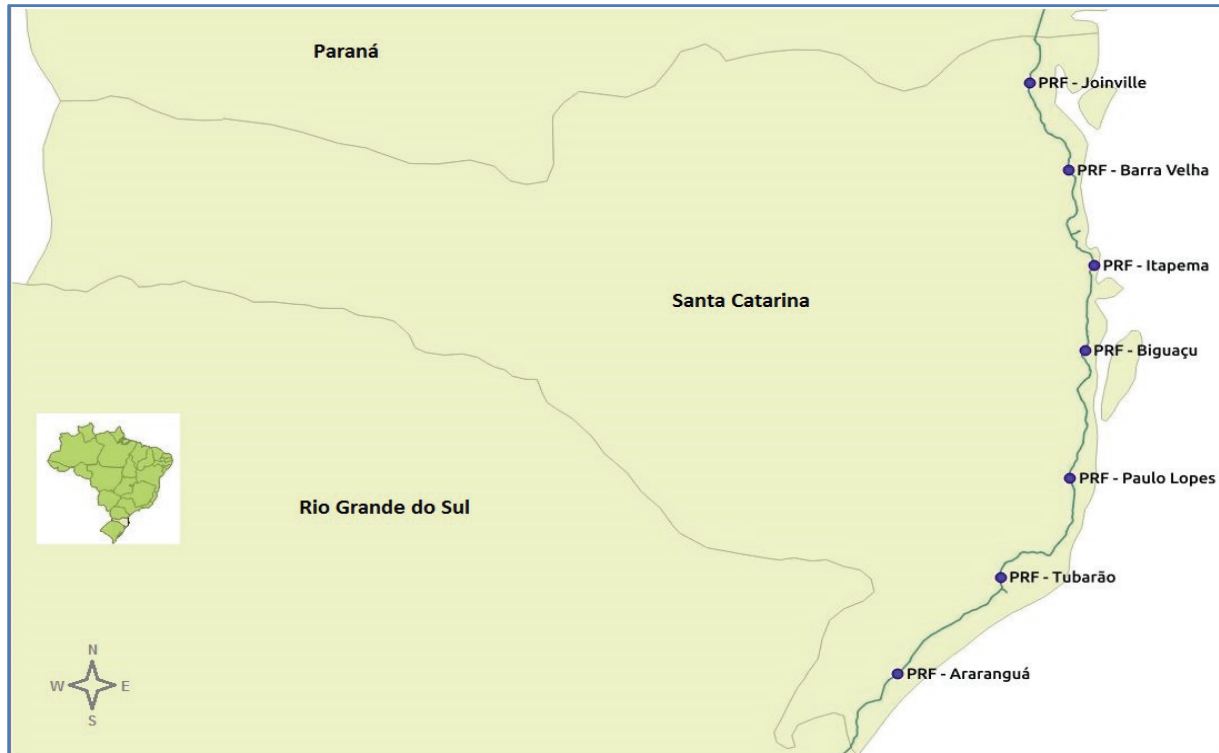 Paraná
PRF - Joinville
PRF - Barra Velha
PRF - Itapema
Santa Catarina
PRF - Biguaçu
PRF - Paulo Lopes
Rio Grande do Sul
PRF - Tubarão
N
W E
S
PRF - Araranguá